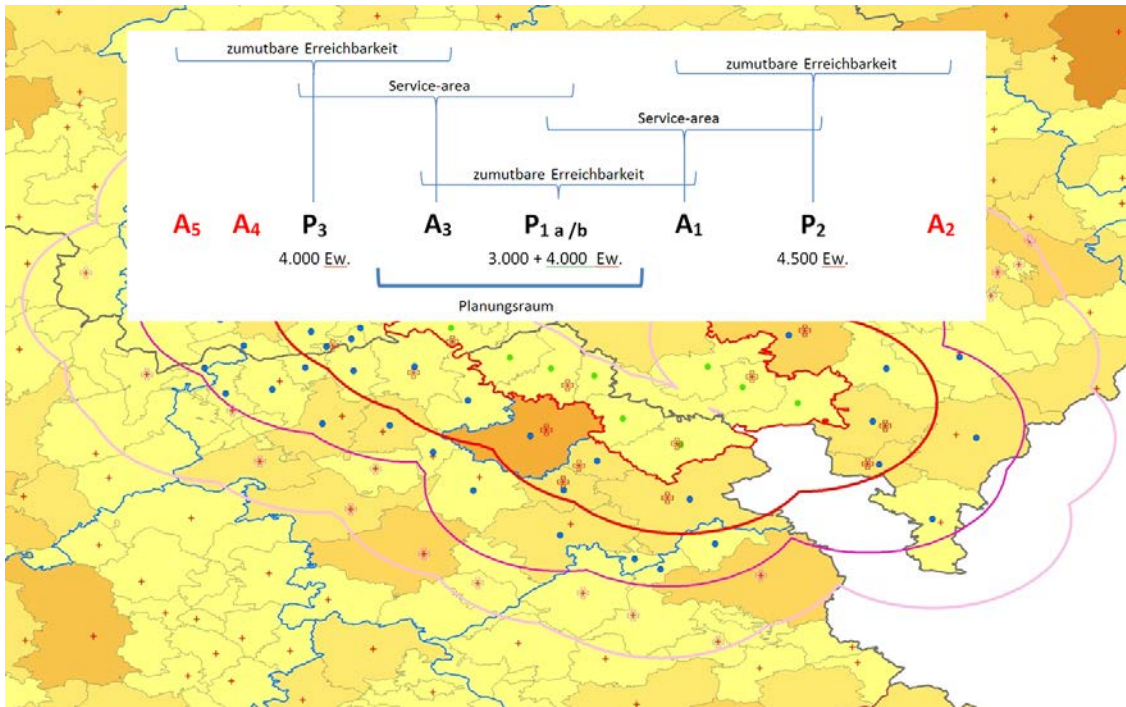 zumutbare Erreichbarkeit
zumutbare Erreichbarkeit
Service-area
Service-area
zumutbare Erreichbarkeit
A5 A4 P3 A3 P1 a /b A1 P2 A2
4.000 Ew. 3.000 + 4.000 Ew. 4.500 Ew.
Planungsraum